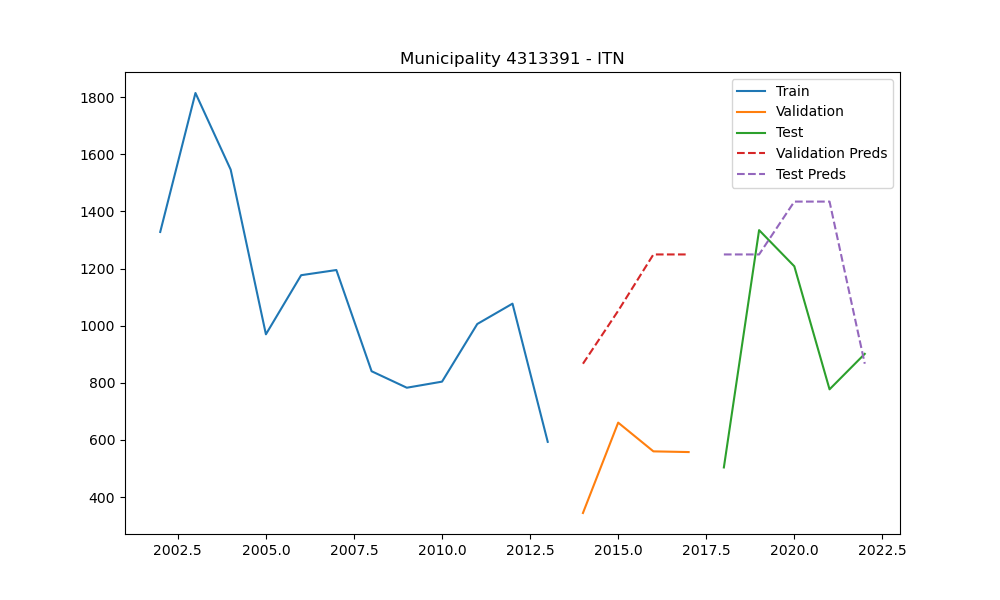 Municipality 4313391 - ITN
Train
Validation
Test
Validation Preds
Test Preds
1800
1600
1400
1200
1000
800
600
400
2002.5 2005.0 2007.5 2010.0 2012.5 2015.0 2017.5 2020.0 2022.5